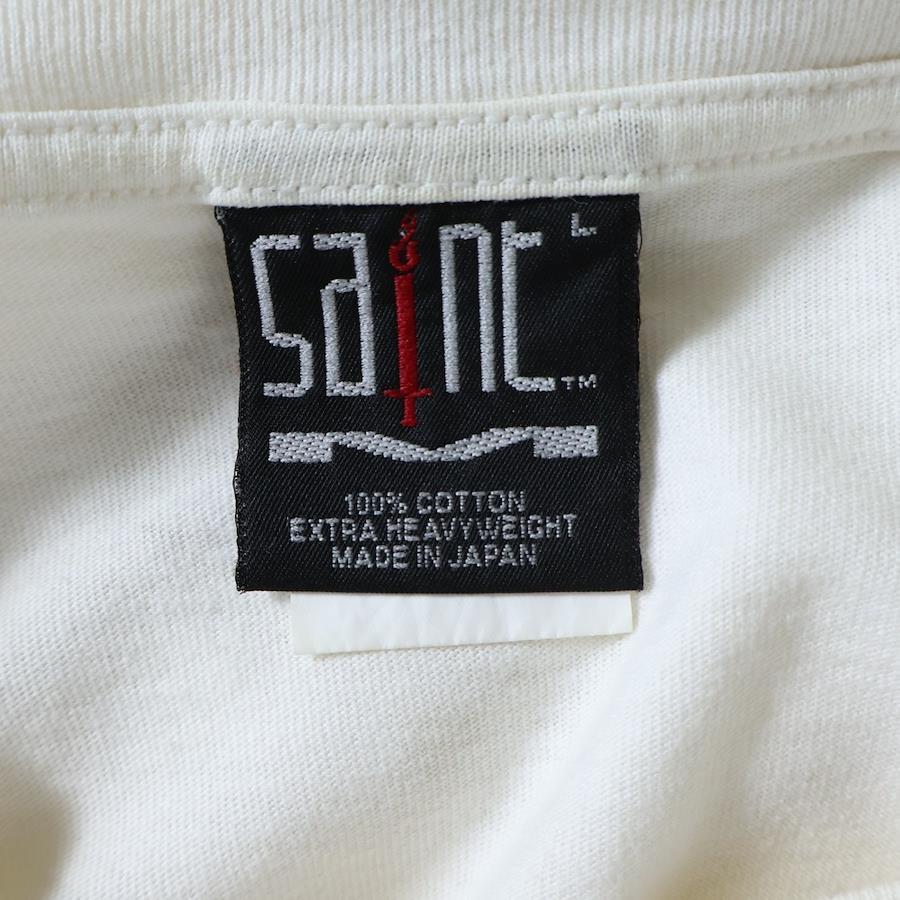 saint L
™
100% COTTON
EXTRA HEAVYWEIGHT
MADE IN JAPAN